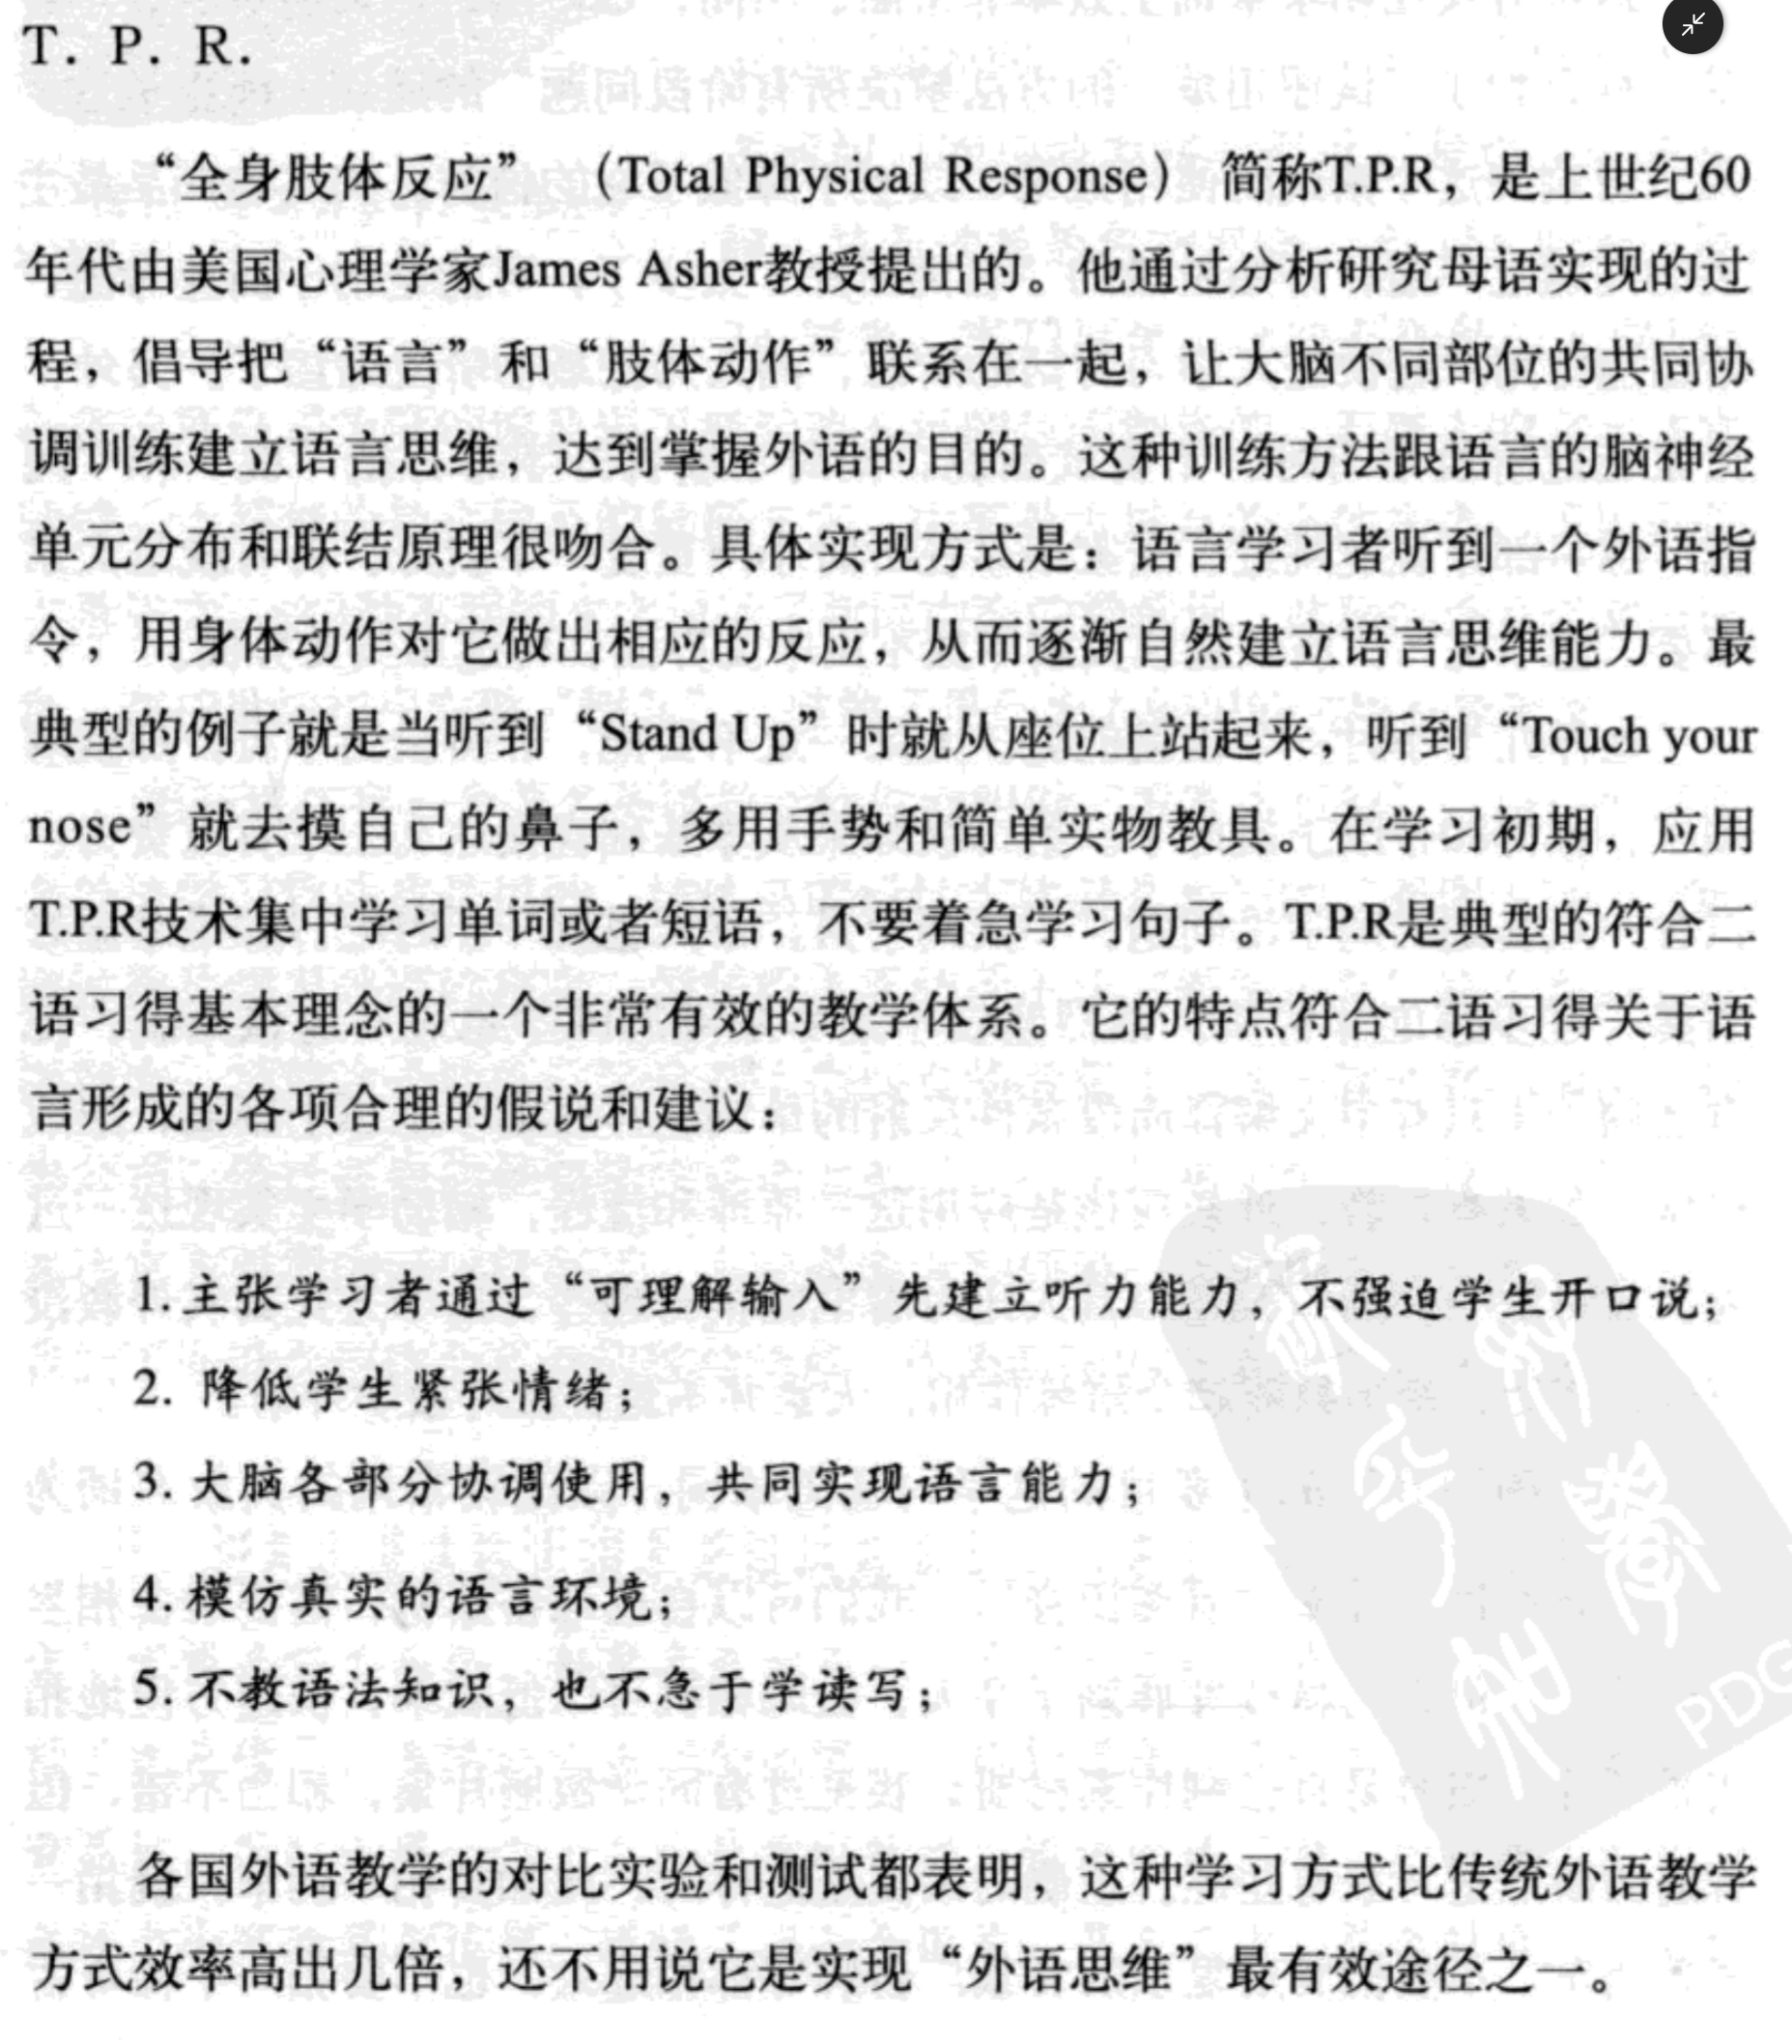 T. P. R.
“全身肢体反应” （Total Physical Response） 简称T.P.R，是上世纪60
年代由美国心理学家James Asher教授提出的。他通过分析研究母语实现的过
程，倡导把“语言”和“肢体动作”联系在一起，让大脑不同部位的共同协
调训练建立语言思维，达到掌握外语的目的。这种训练方法跟语言的脑神经
单元分布和联结原理很吻合。具体实现方式是：语言学习者听到一个外语指
令，用身体动作对它做出相应的反应，从而逐渐自然建立语言思维能力。最
典型的例子就是当听到“Stand Up”时就从座位上站起来，听到“Touch your
nose”就去摸自己的鼻子，多用手势和简单实物教具。在学习初期，应用
T.P.R技术集中学习单词或者短语，不要着急学习句子。T.P.R是典型的符合二
语习得基本理念的一个非常有效的教学体系。它的特点符合二语习得关于语
言形成的各项合理的假说和建议：
1. 主张学习者通过“可理解输入”先建立听力能力，不强迫学生开口说；
2. 降低学生紧张情绪；
3. 大脑各部分协调使用，共同实现语言能力；
4. 模仿真实的语言环境；
5. 不教语法知识，也不急于学读写；
PDG
各国外语教学的对比实验和测试都表明，这种学习方式比传统外语教学
方式效率高出几倍，还不用说它是实现“外语思维”最有效途径之一。